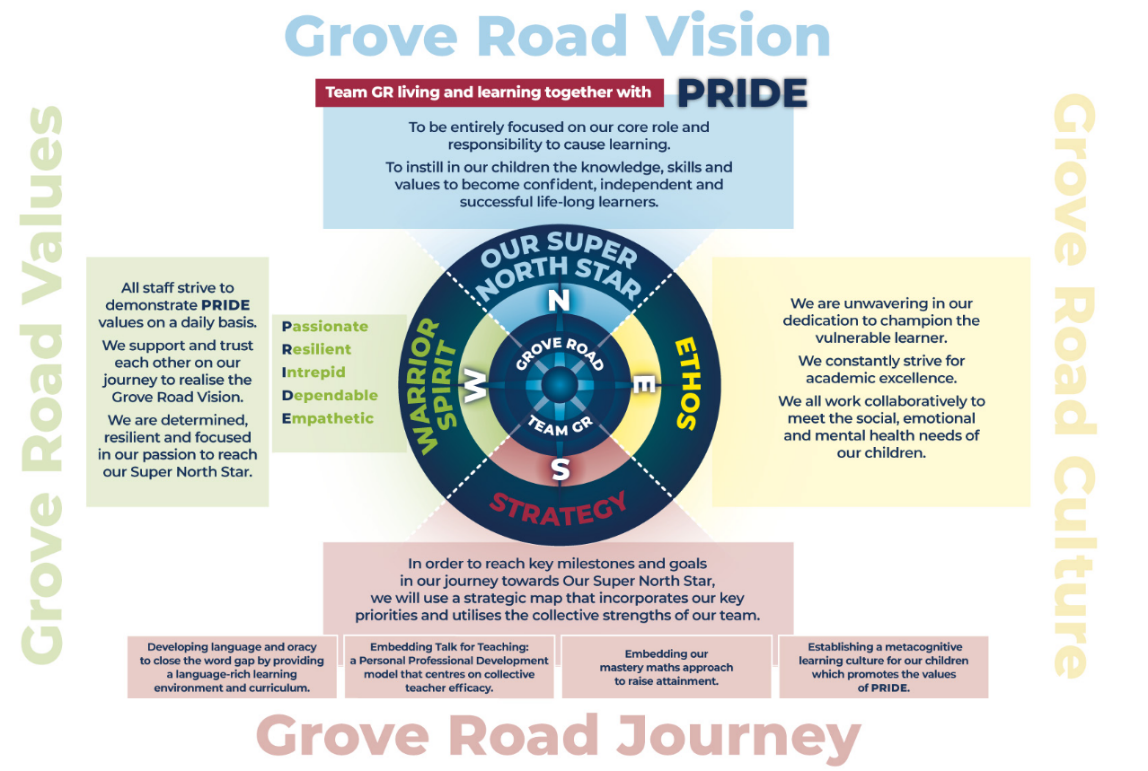 Grove Road Vision
Team GR living and learning together with PRIDE
To be entirely focused on our core role and
responsibility to cause learning.
To instill in our children the knowledge, skills and
values to become confident, independent and
successful life-long learners.
Grove Road Values
All staff strive to
demonstrate PRIDE
values on a daily basis.
We support and trust
each other on our
journey to realise the
Grove Road Vision.
We are determined,
resilient and focused
in our passion to reach
our Super North Star.
Passionate
Resilient
Intrepid
Dependable
Empathetic
OUR SUPER
NORTH STAR
N
WARRIOR
SPIRIT
W
GROVE ROAD
TEAM GR
E
ETHOS
S
STRATEGY
We are unwavering in our
dedication to champion the
vulnerable learner.
We constantly strive for
academic excellence.
We all work collaboratively to
meet the social, emotional
and mental health needs of
our children.
Grove Road Culture
In order to reach key milestones and goals
in our journey towards Our Super North Star,
we will use a strategic map that incorporates our key
priorities and utilises the collective strengths of our team.
Developing language and oracy
to close the word gap by providing
a language-rich learning
environment and curriculum.
Embedding Talk for Teaching:
a Personal Professional Development
model that centres on collective
teacher efficacy.
Embedding our
mastery maths approach
to raise attainment.
Establishing a metacognitive
learning culture for our children
which promotes the values
of PRIDE.
Grove Road Journey